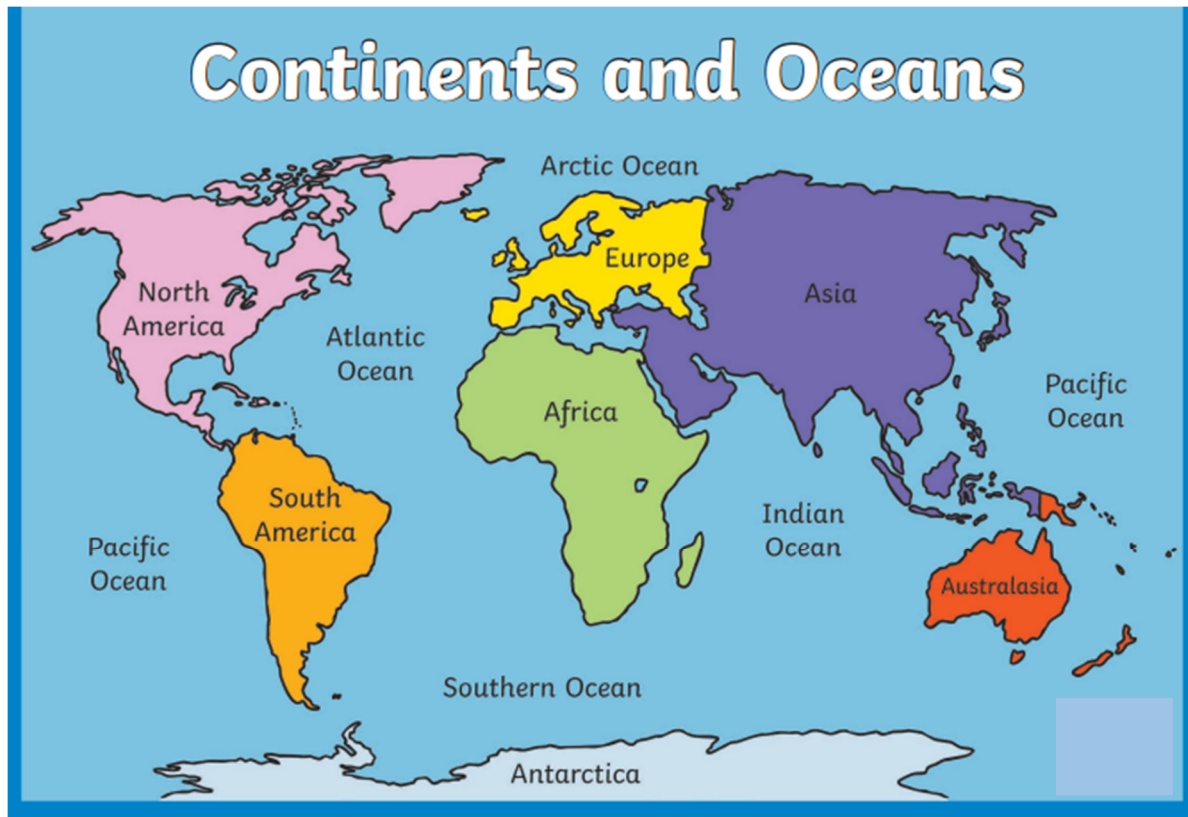 Continents and Oceans
Arctic Ocean
North
America
Europe
Asia
Atlantic
Ocean
Pacific
Ocean
Africa
South
America
Indian
Ocean
Pacific
Ocean
Australasia
Southern Ocean
Antarctica